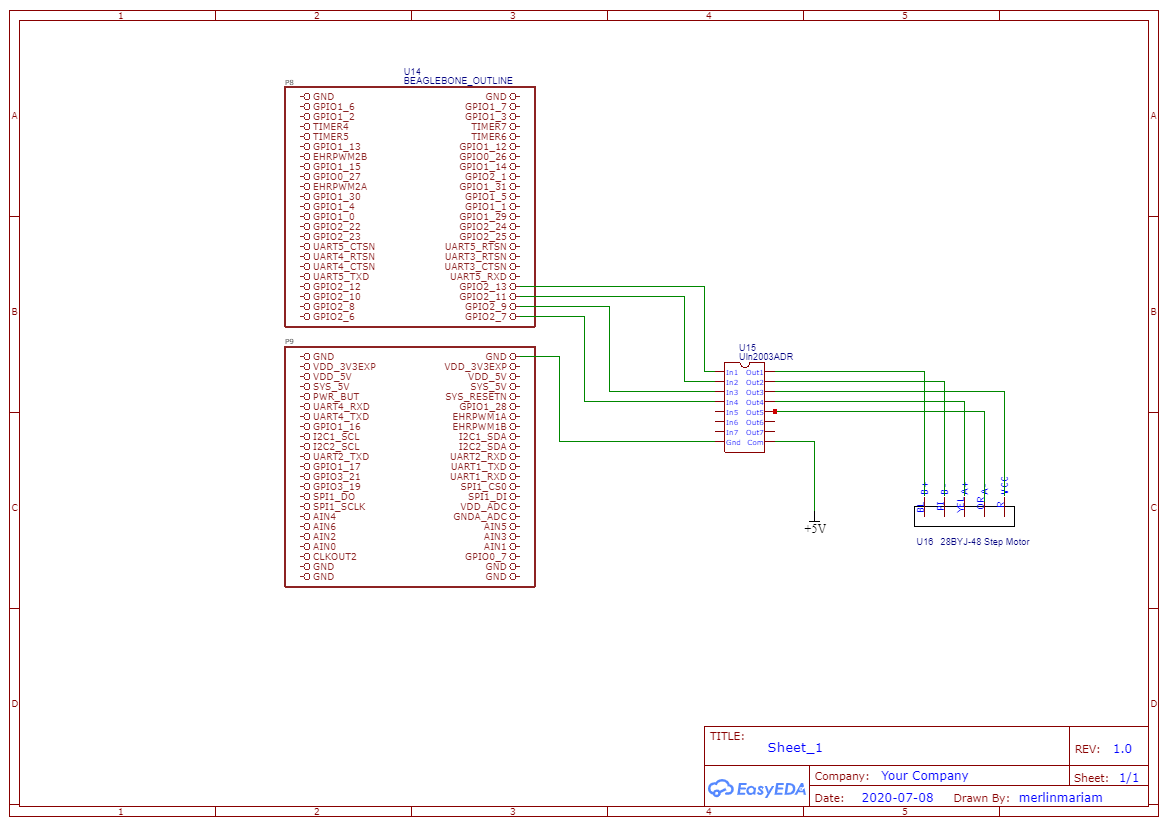 1 2 3 4 5
A A
B B
C C
D D
U14
BEAGLEBONE_OUTLINE
P8
GND GND
GPIO1_6 GPIO1_7
GPIO1_2 GPIO1_3
TIMER4 TIMER7
TIMER5 TIMER6
GPIO1_13 GPIO1_12
EHRPWM2B GPIO0_26
GPIO1_15 GPIO1_14
GPIO0_27 GPIO2_1
EHRPWM2A GPIO1_31
GPIO1_30 GPIO1_5
GPIO1_4 GPIO1_1
GPIO1_0 GPIO1_29
GPIO2_22 GPIO2_24
GPIO2_23 GPIO2_25
UART5_CTSN UART5_RTSN
UART4_RTSN UART3_RTSN
UART4_CTSN UART3_CTSN
UART5_TXD UART5_RXD
GPIO2_12 GPIO2_13
GPIO2_10 GPIO2_11
GPIO2_8 GPIO2_9
GPIO2_6 GPIO2_7
P9
GND GND
VDD_3V3EXP VDD_3V3EXP
VDD_5V VDD_5V
SYS_5V SYS_5V
PWR_BUT SYS_RESETN
UART4_RXD GPIO1_28
UART4_TXD EHRPWM1A
GPIO1_16 EHRPWM1B
I2C1_SCL I2C1_SDA
I2C2_SCL I2C2_SDA
UART2_TXD UART2_RXD
GPIO1_17 UART1_TXD
GPIO3_21 UART1_RXD
GPIO3_19 SPI1_CS0
SPI1_DO SPI1_DI
SPI1_SCLK VDD_ADC
AIN4 GNDA_ADC
AIN6 AIN5
AIN2 AIN3
AIN0 AIN1
CLKOUT2 GPIO0_7
GND GND
GND GND
U15
Uln2003ADR
In1 Out1
In2 Out2
In3 Out3
In4 Out4
In5 Out5
In6 Out6
In7 Out7
Gnd Com
+5V
B+ B- A+ A- VCC
YEL OR R
U16 28BYJ-48 Step Motor
TITLE:
Sheet_1
REV: 1.0
EasyEDA
Company: Your Company
Sheet: 1/1
Date: 2020-07-08 Drawn By: merlinmariam
1 2 3 4 5